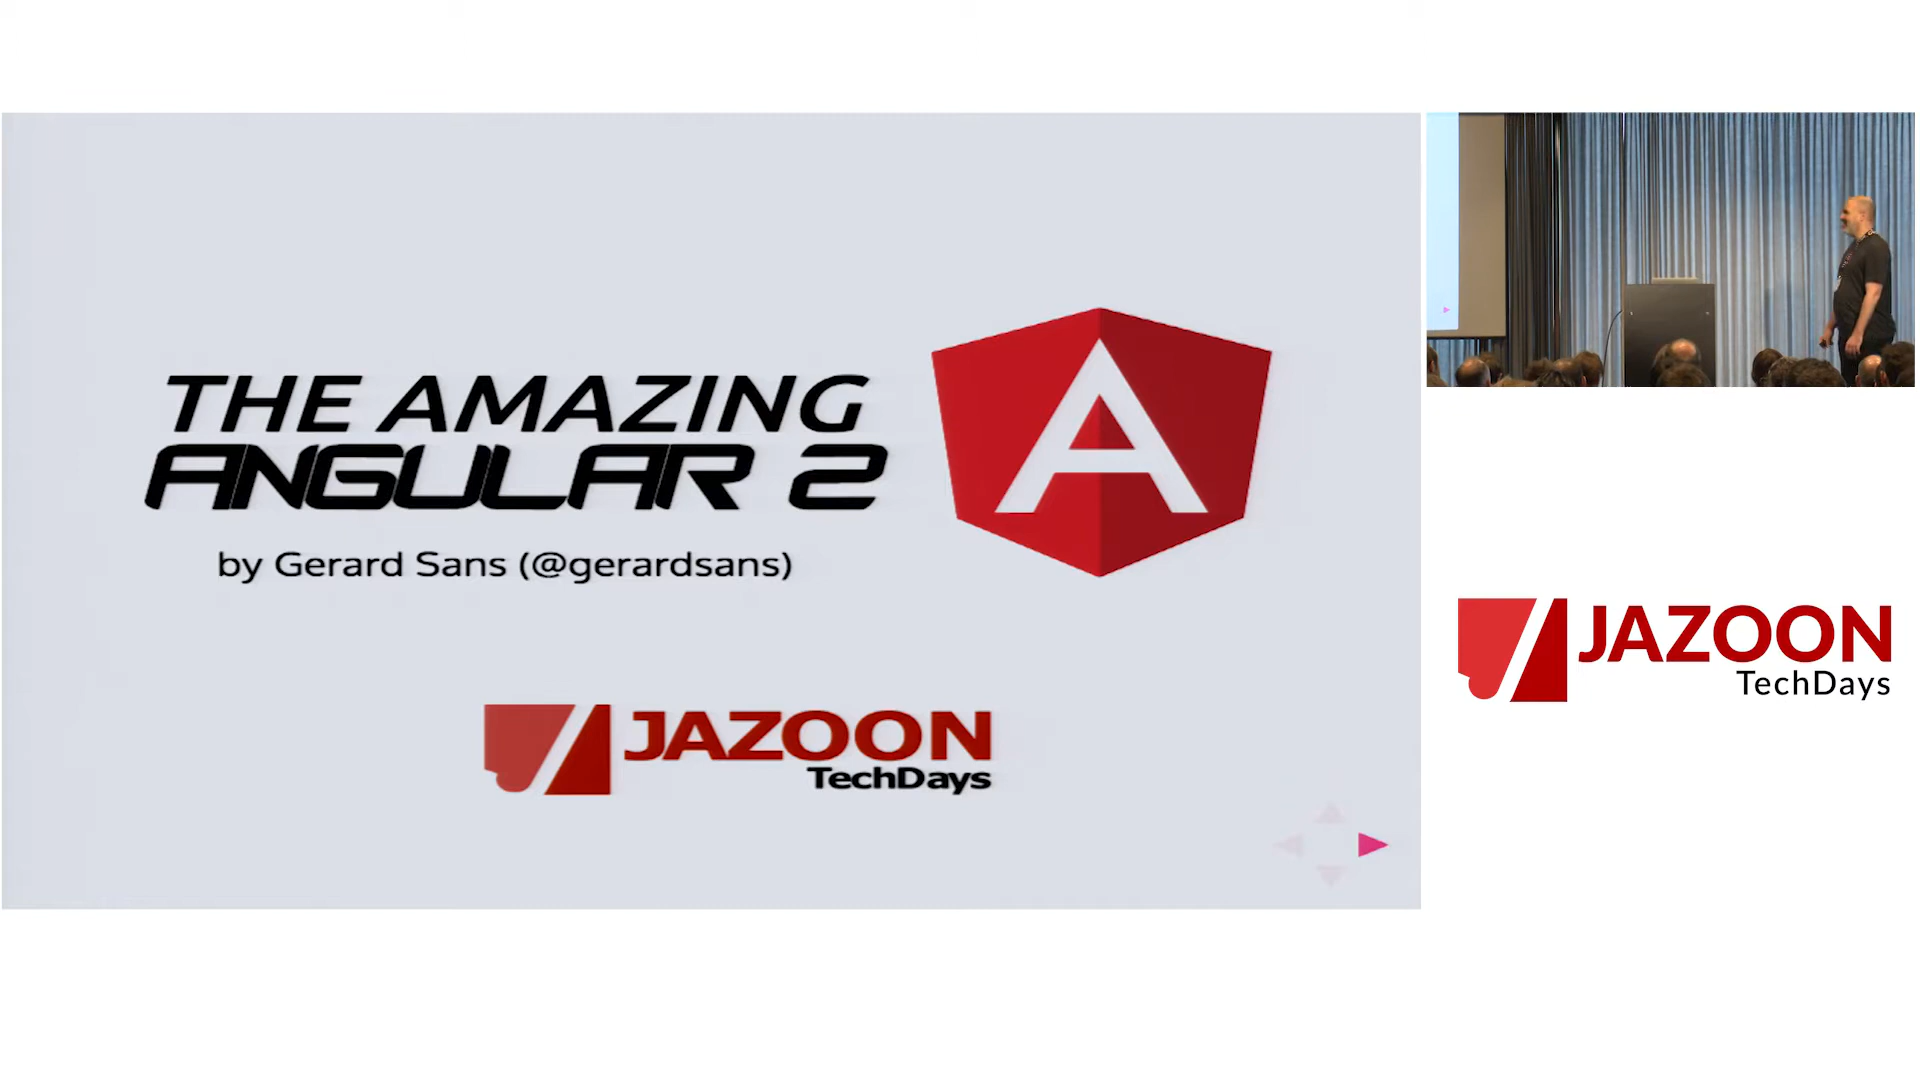 THE AMAZING
ANGULAR 2
by Gerard Sans (@gerardsans)
JAZOON
TechDays
JAZOON
TechDays